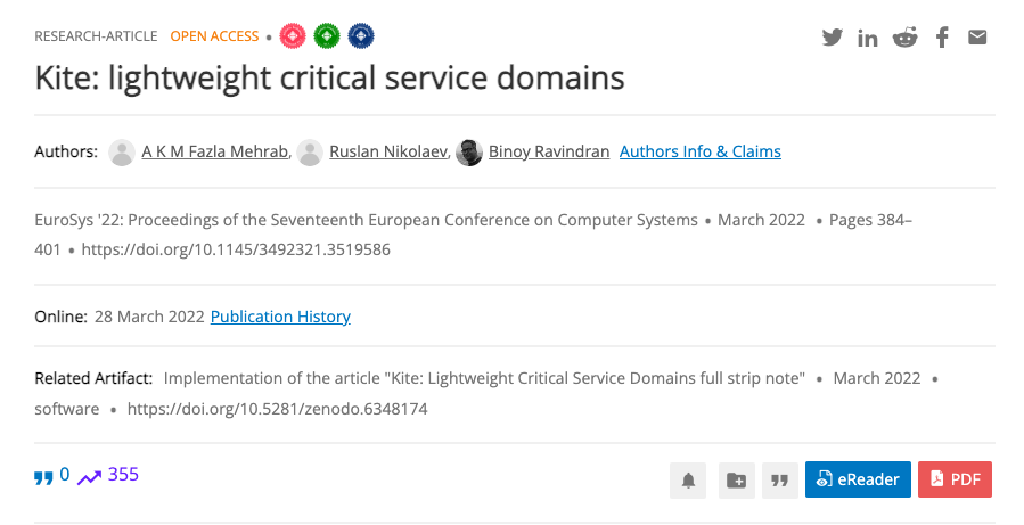 RESEARCH-ARTICLE OPEN ACCESS •
Kite: lightweight critical service domains
Authors: A K M Fazla Mehrab, Ruslan Nikolaev, Binoy Ravindran Authors Info & Claims
EuroSys '22: Proceedings of the Seventeenth European Conference on Computer Systems • March 2022 • Pages 384–
401 • https://doi.org/10.1145/3492321.3519586
Online: 28 March 2022 Publication History
Related Artifact: Implementation of the article "Kite: Lightweight Critical Service Domains full strip note" • March 2022 •
software • https://doi.org/10.5281/zenodo.6348174
0 355 eReader PDF